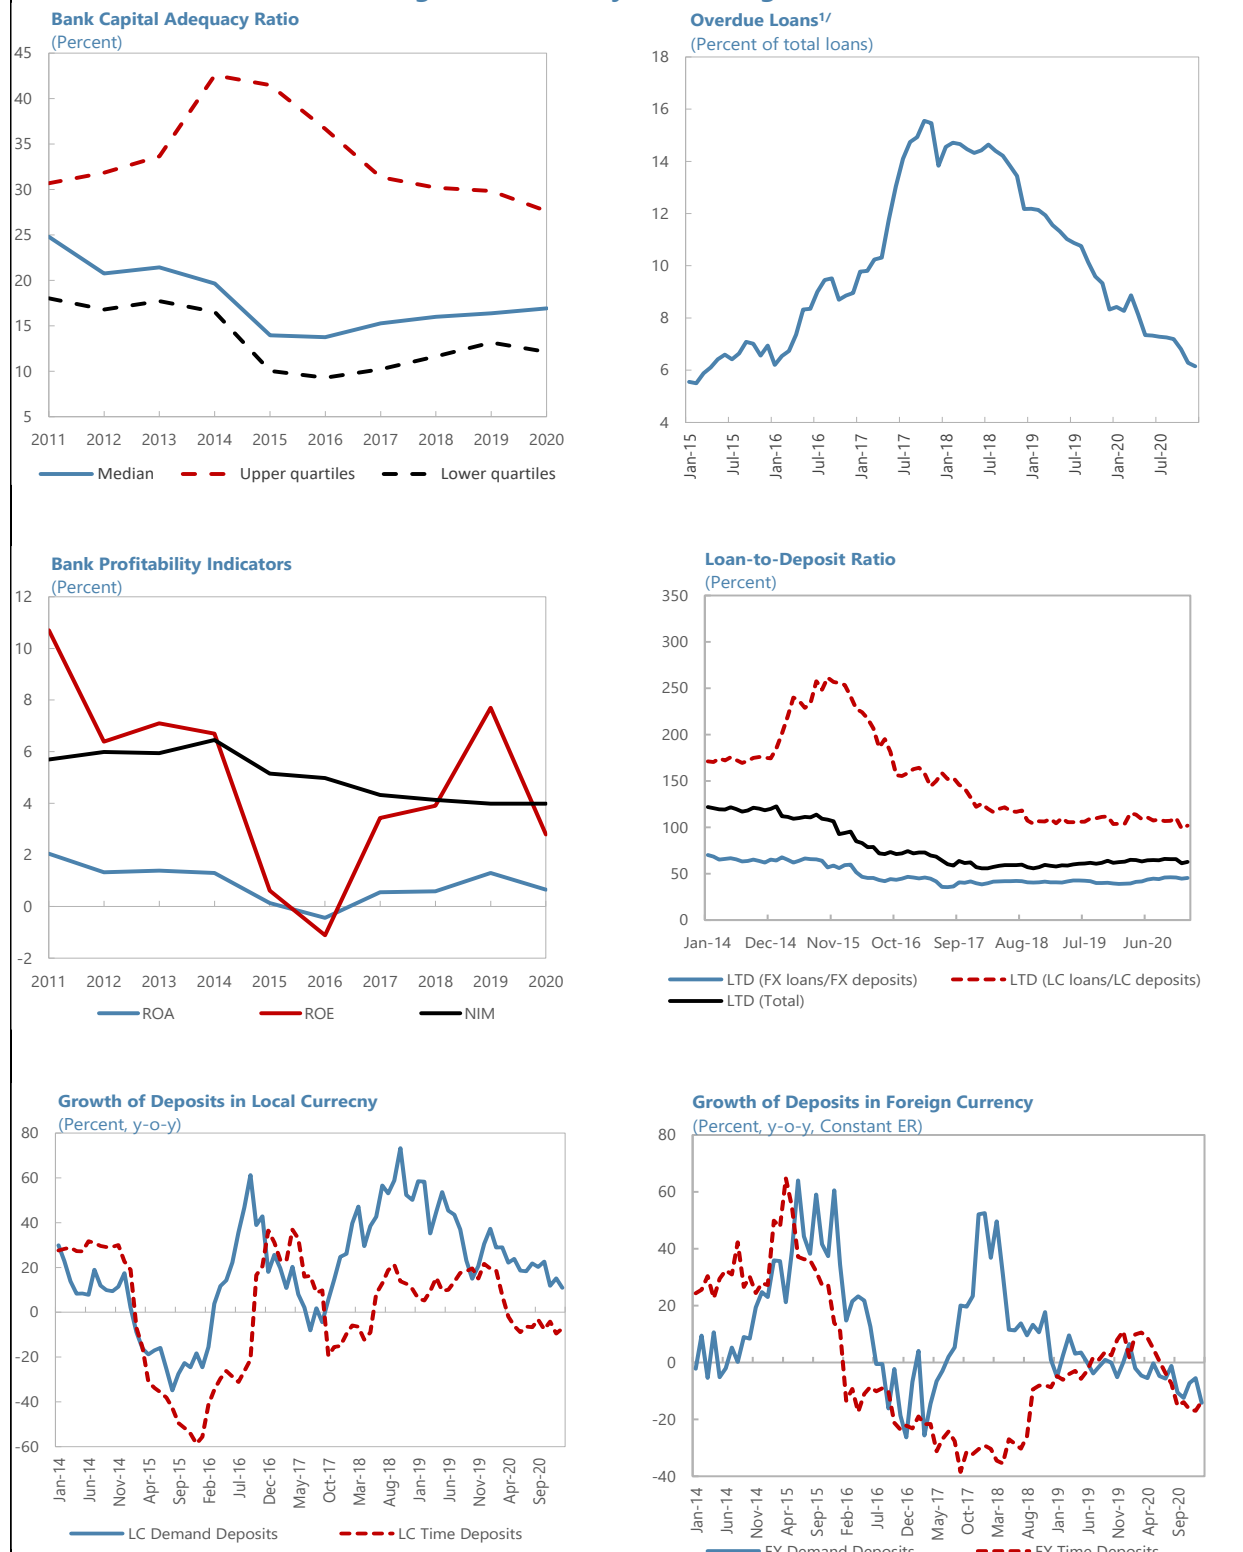 Bank Capital Adequacy Ratio
(Percent)
45
40
35
30
25
20
15
10
5
2011 2012 2013 2014 2015 2016 2017 2018 2019 2020
Median Upper quartiles Lower quartiles
Overdue Loans1/
(Percent of total loans)
18
16
14
12
10
8
6
4
Jan-15 Jul-15 Jan-16 Jul-16 Jan-17 Jul-17 Jan-18 Jul-18 Jan-19 Jul-19 Jan-20 Jul-20
Bank Profitability Indicators
(Percent)
12
10
8
6
4
2
0
-2
2011 2012 2013 2014 2015 2016 2017 2018 2019 2020
ROA ROE NIM
Loan-to-Deposit Ratio
(Percent)
350
300
250
200
150
100
50
0
Jan-14 Dec-14 Nov-15 Oct-16 Sep-17 Aug-18 Jul-19 Jun-20
LTD (FX loans/FX deposits) LTD (LC loans/LC deposits)
LTD (Total)
Growth of Deposits in Local Currecny
(Percent, y-o-y)
80
60
40
20
0
-20
-40
-60
Jan-14 Jun-14 Nov-14 Apr-15 Sep-15 Feb-16 Jul-16 Dec-16 May-17 Oct-17 Mar-18 Aug-18 Jan-19 Jun-19 Nov-19 Apr-20 Sep-20
LC Demand Deposits LC Time Deposits
Growth of Deposits in Foreign Currency
(Percent, y-o-y, Constant ER)
80
60
40
20
0
-20
-40
Jan-14 Jun-14 Nov-14 Apr-15 Sep-15 Feb-16 Jul-16 Dec-16 May-17 Oct-17 Mar-18 Aug-18 Jan-19 Jun-19 Nov-19 Apr-20 Sep-20
FX Demand Deposits FX Time Deposits